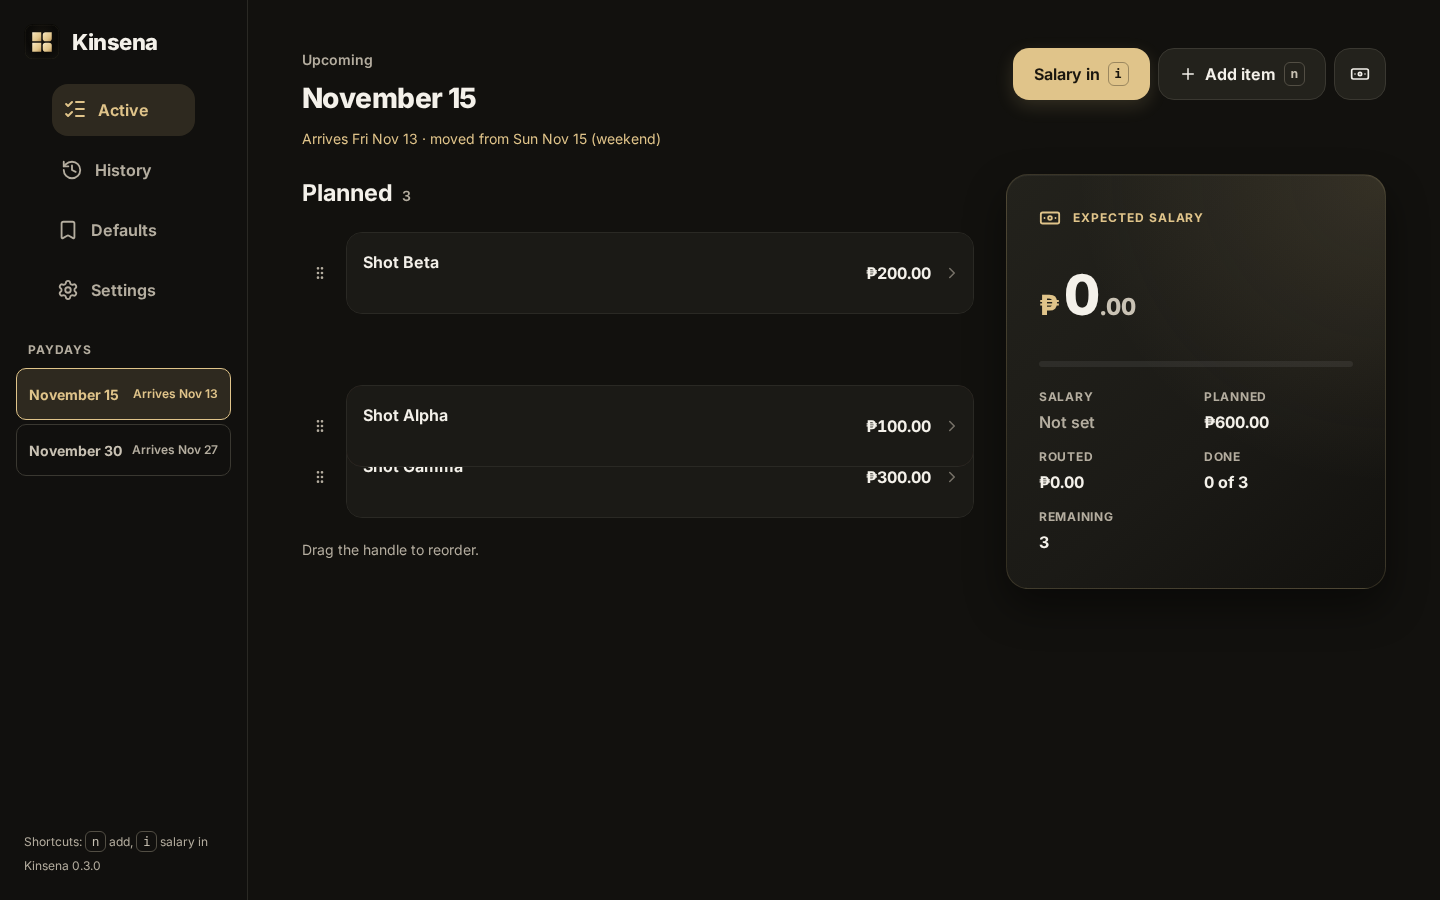 Kinsena
Active
History
Defaults
Settings
PAYDAYS
November 15 Arrives Nov 13
November 30 Arrives Nov 27
Shortcuts: n add, i salary in
Kinsena 0.3.0
Upcoming
November 15
Arrives Fri Nov 13 · moved from Sun Nov 15 (weekend)
Salary in i
Add item n
Planned 3
Shot Beta
₱200.00
Shot Alpha
₱100.00
Shot Gamma
₱300.00
Drag the handle to reorder.
EXPECTED SALARY
₱0.00
SALARY PLANNED
Not set ₱600.00
ROUTED DONE
₱0.00 0 of 3
REMAINING
3